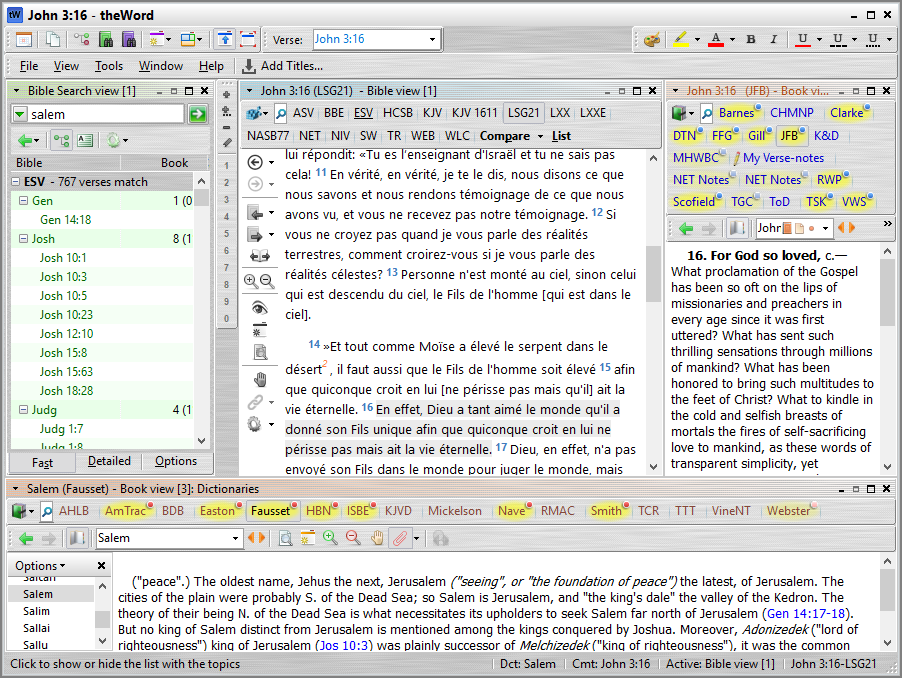 John 3:16 - theWord
Verse: John 3:16
File View Tools Window Help Add Titles...
Bible Search view [1]
salem
Bible Book
ESV - 767 verses match
Gen 1 (0
Gen 14:18
Josh 8 (1
Josh 10:1
Josh 10:3
Josh 10:5
Josh 10:23
Josh 12:10
Josh 15:8
Josh 15:63
Josh 18:28
Judg 4 (1
Judg 1:7
Judg 1:8
Fast Detailed Options
1
2
3
4
5
6
7
8
9
0
John 3:16 (LSG21) - Bible view [1]
ASV BBE ESV HCSB KJV KJV 1611 LSG21 LXX LXXE
NASB77 NET NIV SW TR WEB WLC Compare List
lui répondit: «Tu es l'enseignant d'Israël et tu ne sais pas
cela! 11 En vérité, en vérité, je te le dis, nous disons ce que
nous savons et nous rendons témoignage de ce que nous
avons vu, et vous ne recevez pas notre témoignage. 12 Si
vous ne croyez pas quand je vous parle des réalités
terrestres, comment croirez-vous si je vous parle des
réalités célestes? 13 Personne n'est monté au ciel, sinon celui
qui est descendu du ciel, le Fils de l'homme [qui est dans le
ciel].
14 »Et tout comme Moïse a élevé le serpent dans le
désert2, il faut aussi que le Fils de l'homme soit élevé 15 afin
que quiconque croit en lui [ne périsse pas mais qu'il] ait la
vie éternelle. 16 En effet, Dieu a tant aimé le monde qu'il a
donné son Fils unique afin que quiconque croit en lui ne
périsse pas mais ait la vie éternelle. 17 Dieu, en effet, n'a pas
envoyé son Fils dans le monde pour juger le monde, mais
John 3:16 (JFB) - Book vi...
Barnes CHMNP Clarke
DTN FFG Gill JFB K&D
MHWBC My Verse-notes
NET Notes NET Notes RWP
Scofield TGC ToD TSK VWS
John
16. For God so loved, c.—
What proclamation of the Gospel
has been so oft on the lips of
missionaries and preachers in
every age since it was first
uttered? What has sent such
thrilling sensations through millions
of mankind? What has been
honored to bring such multitudes to
the feet of Christ? What to kindle in
the cold and selfish breasts of
mortals the fires of self-sacrificing
love to mankind, as these words of
transparent simplicity, yet
Salem (Fausset) - Book view [3]: Dictionaries
AHLB AmTrac BDB Easton Fausset HBN ISBE KJVD Mickelson Nave RMAC Smith TCR TTT VineNT Webster
Salem
Options
Salcah
Salem
Salim
Sallai
Sallu
("peace".) The oldest name, Jehus the next, Jerusalem ("seeing", or "the foundation of peace") the latest, of Jerusalem. The
cities of the plain were probably S. of the Dead Sea; so Salem is Jerusalem, and "the king's dale" the valley of the Kedron. The
theory of their being N. of the Dead Sea is what necessitates its upholders to seek Salem far north of Jerusalem (Gen 14:17-18).
But no king of Salem distinct from Jerusalem is mentioned among the kings conquered by Joshua. Moreover, Adonizedek ("lord of
righteousness") king of Jerusalem (Jos 10:3) was plainly successor of Melchizedek ("king of righteousness"), it was the common
Click to show or hide the list with the topics Dct: Salem Cmt: John 3:16 Active: Bible view [1] John 3:16-LSG21